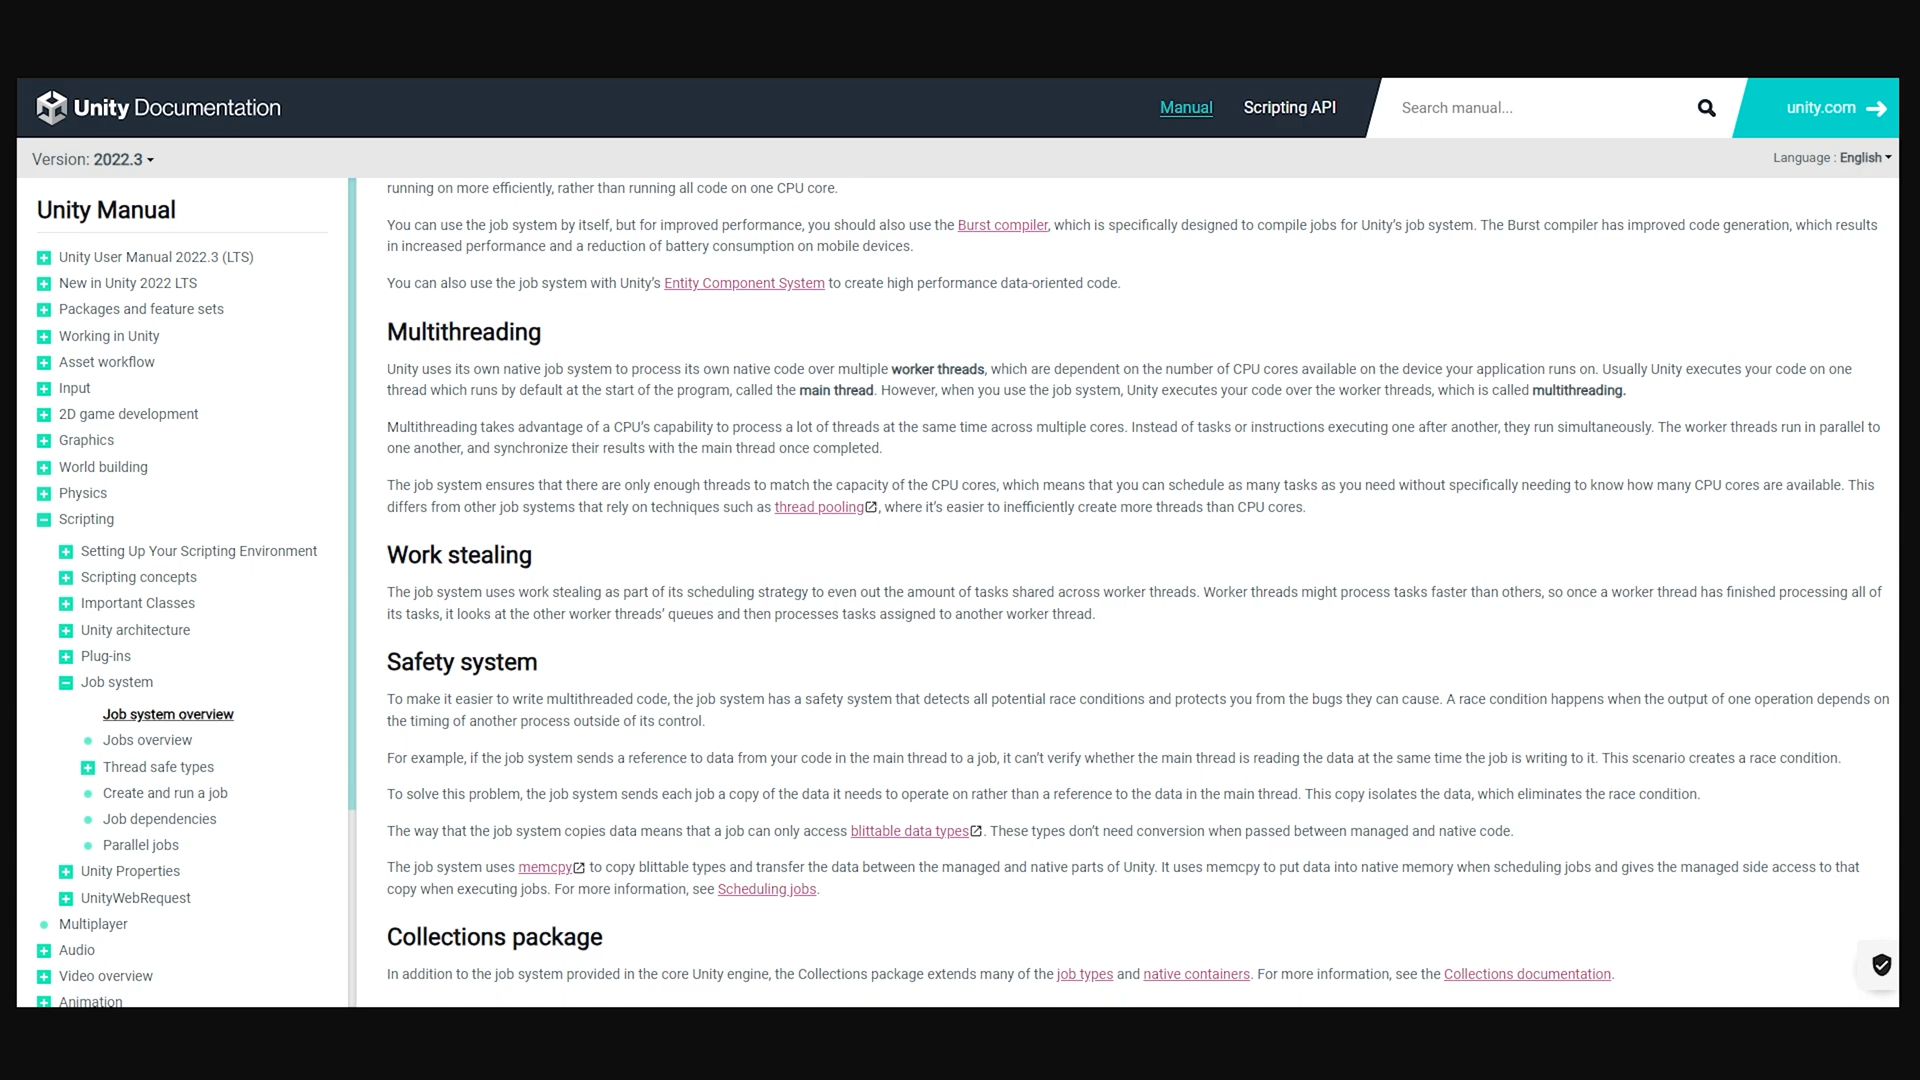 Unity Documentation
Manual
Scripting API
Search manual...
unity.com
Version: 2022.3
Language : English
Unity Manual
Unity User Manual 2022.3 (LTS)
New in Unity 2022 LTS
Packages and feature sets
Working in Unity
Asset workflow
Input
2D game development
Graphics
World building
Physics
Scripting
Setting Up Your Scripting Environment
Scripting concepts
Important Classes
Unity architecture
Plug-ins
Job system
Job system overview
Jobs overview
Thread safe types
Create and run a job
Job dependencies
Parallel jobs
Unity Properties
UnityWebRequest
Multiplayer
Audio
Video overview
Animation
running on more efficiently, rather than running all code on one CPU core.
You can use the job system by itself, but for improved performance, you should also use the Burst compiler, which is specifically designed to compile jobs for Unity's job system. The Burst compiler has improved code generation, which results
in increased performance and a reduction of battery consumption on mobile devices.
You can also use the job system with Unity's Entity Component System to create high performance data-oriented code.
Multithreading
Unity uses its own native job system to process its own native code over multiple worker threads, which are dependent on the number of CPU cores available on the device your application runs on. Usually Unity executes your code on one
thread which runs by default at the start of the program, called the main thread. However, when you use the job system, Unity executes your code over the worker threads, which is called multithreading.
Multithreading takes advantage of a CPU's capability to process a lot of threads at the same time across multiple cores. Instead of tasks or instructions executing one after another, they run simultaneously. The worker threads run in parallel to
one another, and synchronize their results with the main thread once completed.
The job system ensures that there are only enough threads to match the capacity of the CPU cores, which means that you can schedule as many tasks as you need without specifically needing to know how many CPU cores are available. This
differs from other job systems that rely on techniques such as thread pooling, where it's easier to inefficiently create more threads than CPU cores.
Work stealing
The job system uses work stealing as part of its scheduling strategy to even out the amount of tasks shared across worker threads. Worker threads might process tasks faster than others, so once a worker thread has finished processing all of
its tasks, it looks at the other worker threads' queues and then processes tasks assigned to another worker thread.
Safety system
To make it easier to write multithreaded code, the job system has a safety system that detects all potential race conditions and protects you from the bugs they can cause. A race condition happens when the output of one operation depends on
the timing of another process outside of its control.
For example, if the job system sends a reference to data from your code in the main thread to a job, it can't verify whether the main thread is reading the data at the same time the job is writing to it. This scenario creates a race condition.
To solve this problem, the job system sends each job a copy of the data it needs to operate on rather than a reference to the data in the main thread. This copy isolates the data, which eliminates the race condition.
The way that the job system copies data means that a job can only access blittable data types. These types don't need conversion when passed between managed and native code.
The job system uses memcpy to copy blittable types and transfer the data between the managed and native parts of Unity. It uses memcpy to put data into native memory when scheduling jobs and gives the managed side access to that
copy when executing jobs. For more information, see Scheduling jobs.
Collections package
In addition to the job system provided in the core Unity engine, the Collections package extends many of the job types and native containers. For more information, see the Collections documentation.